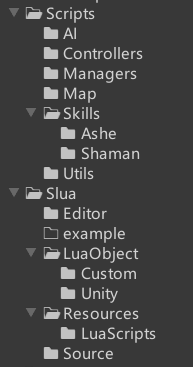 Scripts
AI
Controllers
Managers
Map
Skills
Ashe
Shaman
Utils
Slua
Editor
example
LuaObject
Custom
Unity
Resources
LuaScripts
Source